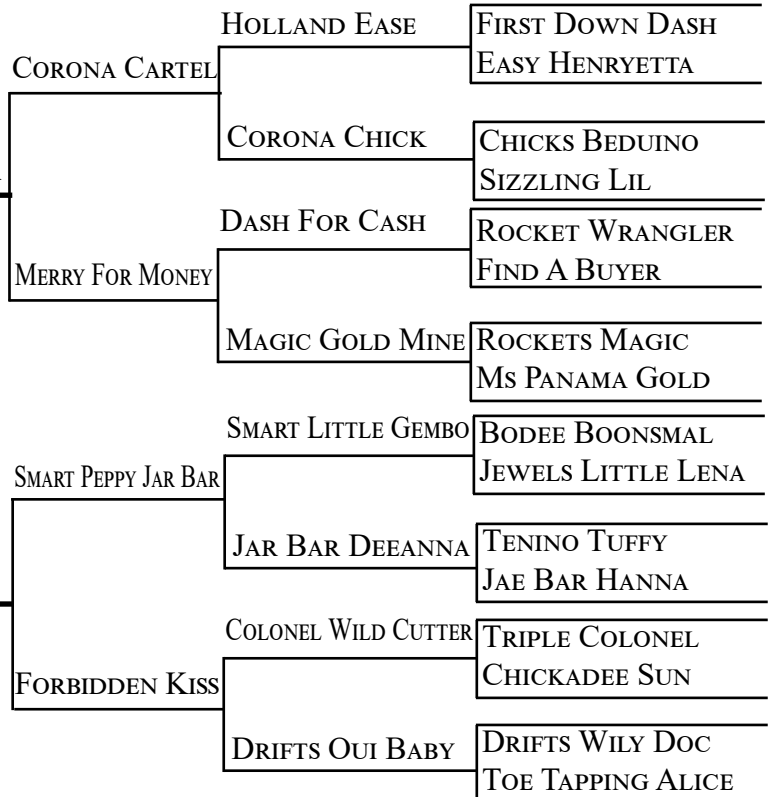 Holland Ease
First Down Dash
Easy Henryetta
Corona Cartel
Corona Chick
Chicks Beduino
Sizzling Lil
Dash For Cash
Rocket Wrangler
Find A Buyer
Merry For Money
Magic Gold Mine
Rockets Magic
Ms Panama Gold
Smart Little Gembo
Bodee Boonsmal
Jewels Little Lena
Smart Peppy Jar Bar
Jar Bar Deeanna
Tenino Tuffy
Jae Bar Hanna
Colonel Wild Cutter
Triple Colonel
Chickadee Sun
Forbidden Kiss
Drifts Oui Baby
Drifts Wily Doc
Toe Tapping Alice